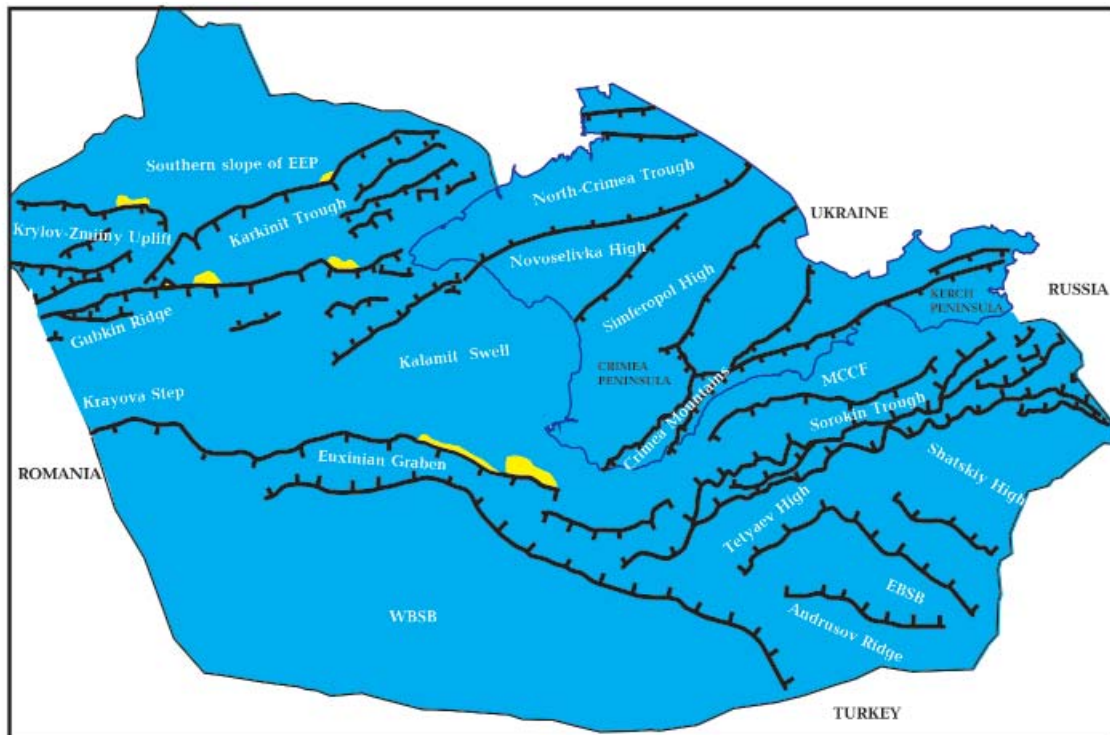 Southern slope of EEP
North-Crimea Trough
Karkinit Trough
UKRAINE
Krylov-Zmiiny Uplift
Novoselivka High
Simferopol High
RUSSIA
KERCH
PENINSULA
Gubkin Ridge
Kalamit Swell
CRIMEA
PENINSULA
MCCF
Krayova Step
Crimea Mountains
Sorokin Trough
ROMANIA
Euxinian Graben
Shatskiy High
Tetyaev High
EBSB
WBSB
Andrusov Ridge
TURKEY